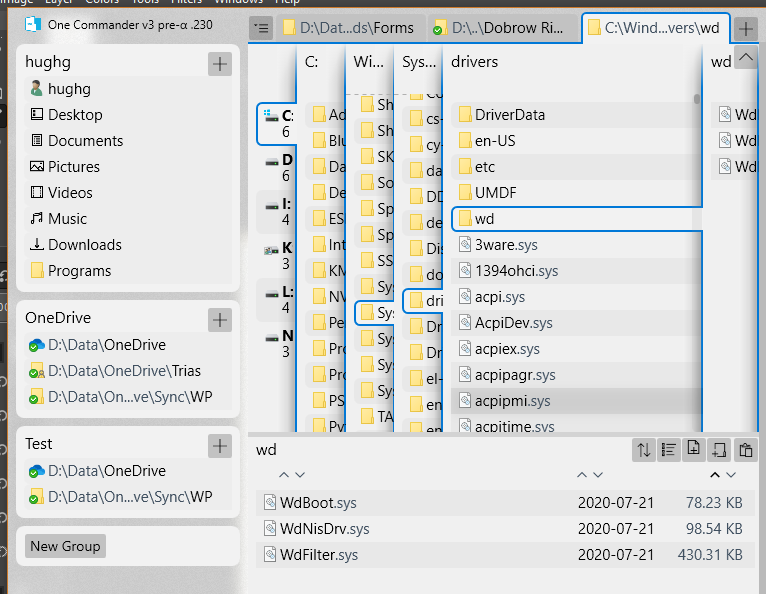 mage Layer Colors Tools Filters Windows Help
One Commander v3 pre-α .230
D:\Dat...ds\Forms
D:\..\Dobrow Ri...
C:\Wind...vers\wd
hughg
hughg
Desktop
Documents
Pictures
Videos
Music
Downloads
Programs
OneDrive
D:\Data\OneDrive
D:\Data\OneDrive\Trias
D:\Data\On...ve\Sync\WP
Test
D:\Data\OneDrive
D:\Data\On...ve\Sync\WP
New Group
C:
6
D
6
I:
4
K
3
L:
4
N
3
C:
Ad
Blu
Da
De
ES
Int
KM
NV
Pe
Pro
Pro
PS
Py
Wi...
Sh
Sh
SK
So
Sp
Sp
SS
Sy
Sys
Sy
Sy
Sys
TA
Sys...
Co
cs-
cy-
da
DD
de
Dis
do
dri
Dr
Dr
el-
en
en
drivers
DriverData
en-US
etc
UMDF
wd
3ware.sys
1394ohci.sys
acpi.sys
AcpiDev.sys
acpiex.sys
acpipagr.sys
acpipmi.sys
acpitime.sys
wd
Wd
Wd
Wd
wd
WdBoot.sys 2020-07-21 78.23 KB
WdNisDrv.sys 2020-07-21 98.54 KB
WdFilter.sys 2020-07-21 430.31 KB